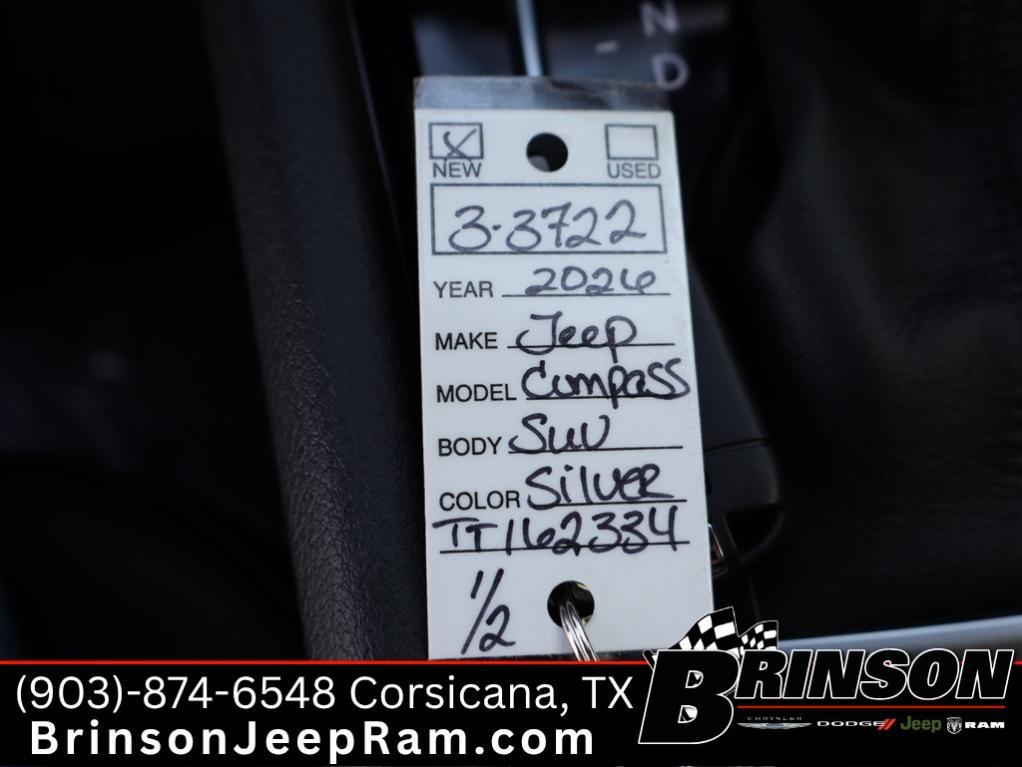 N
- D
X
NEW USED
3-3722
YEAR 2026
MAKE Jeep
MODEL Compass
BODY SUV
COLOR Silver
TT162334
1/2
(903)-874-6548 Corsicana, TX
BrinsonJeepRam.com
BRINSON
CHRYSLER DODGE// Jeep RAM